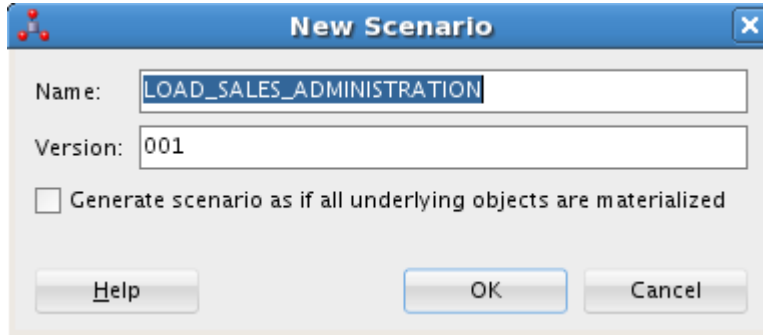 New Scenario
Name: LOAD_SALES_ADMINISTRATION
Version: 001
Generate scenario as if all underlying objects are materialized
Help OK Cancel